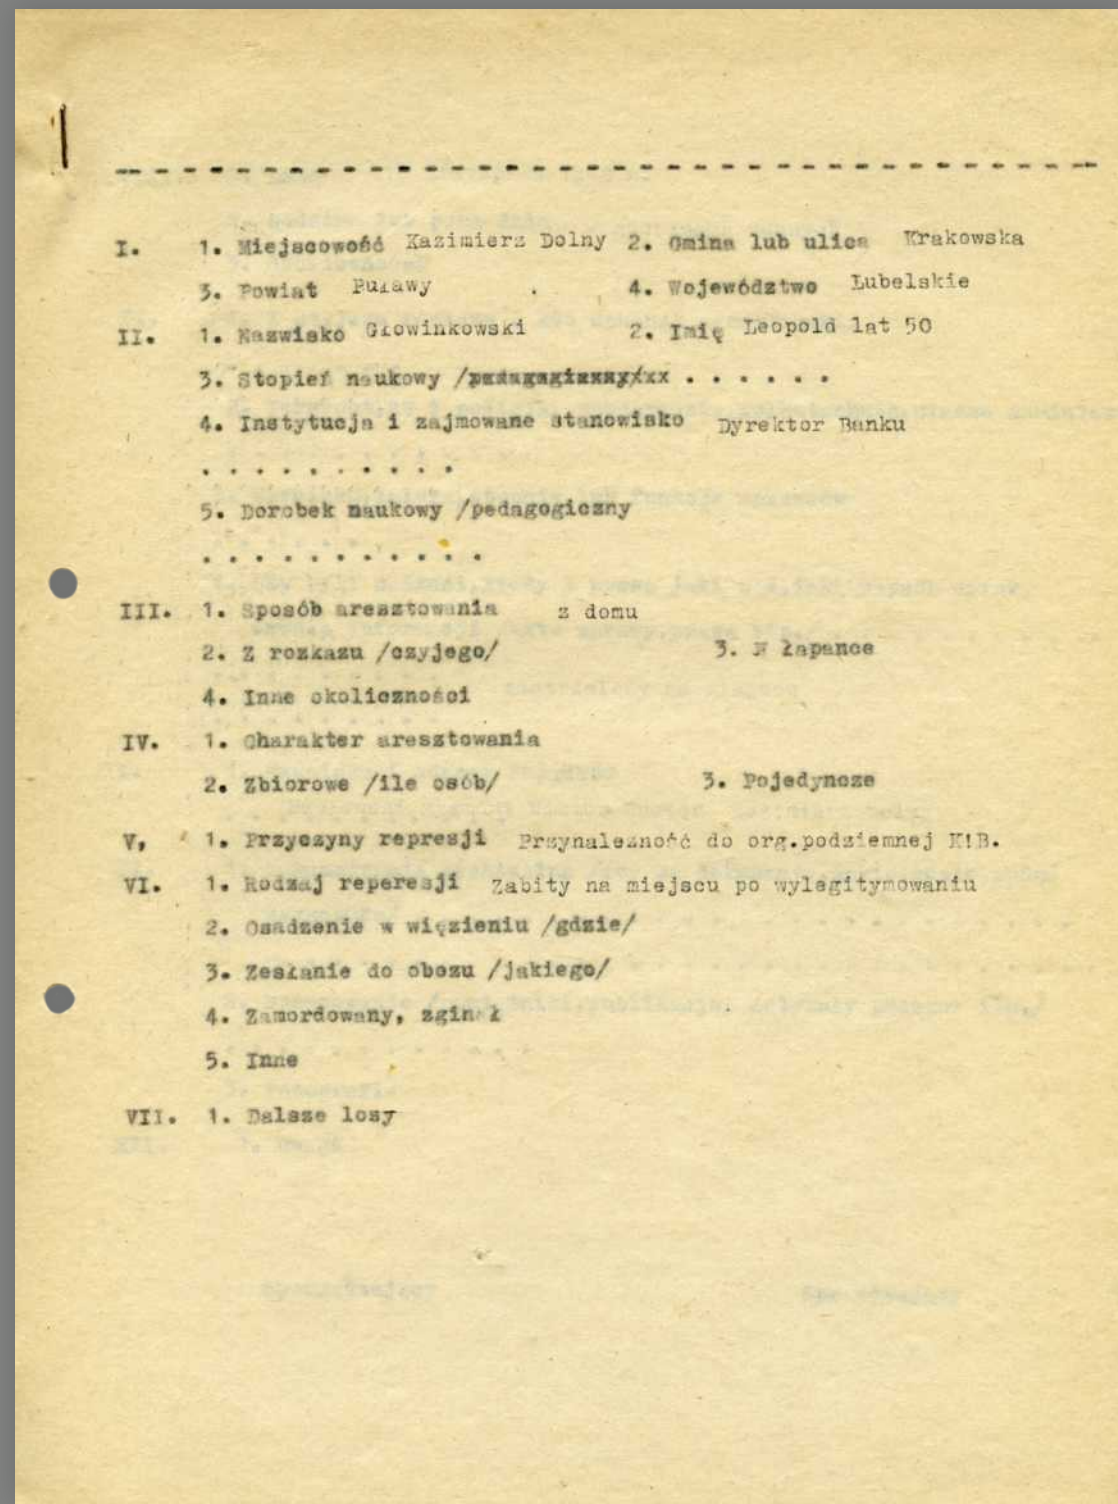 I. 1. Miejscowość Kazimierz Dolny 2. Gmina lub ulica Krakowska
3. Powiat Puławy . 4. Województwo Lubelskie
II. 1. Nazwisko Głowinkowski 2. Imię Leopold lat 50
3. Stopień naukowy /pedagogiczny/xx . . . . . .
4. Instytucja i zajmowane stanowisko Dyrektor Banku
. . . . . . . . . .
5. Dorobek naukowy /pedagogiczny
. . . . . . . . . . .
III. 1. Sposób aresztowania z domu
2. Z rozkazu /czyjego/ 3. W łapance
4. Inne okoliczności
IV. 1. Charakter aresztowania
2. Zbiorowe /ile osób/ 3. Pojedyncze
V, 1. Przyczyny represji Przynależność do org.podziemnej K!B.
VI. 1. Rodzaj reperesji Zabity na miejscu po wylegitymowaniu
2. Osadzenie w więzieniu /gdzie/
3. Zesłanie do obozu /jakiego/
4. Zamordowany, zginął
5. Inne
VII. 1. Dalsze losy